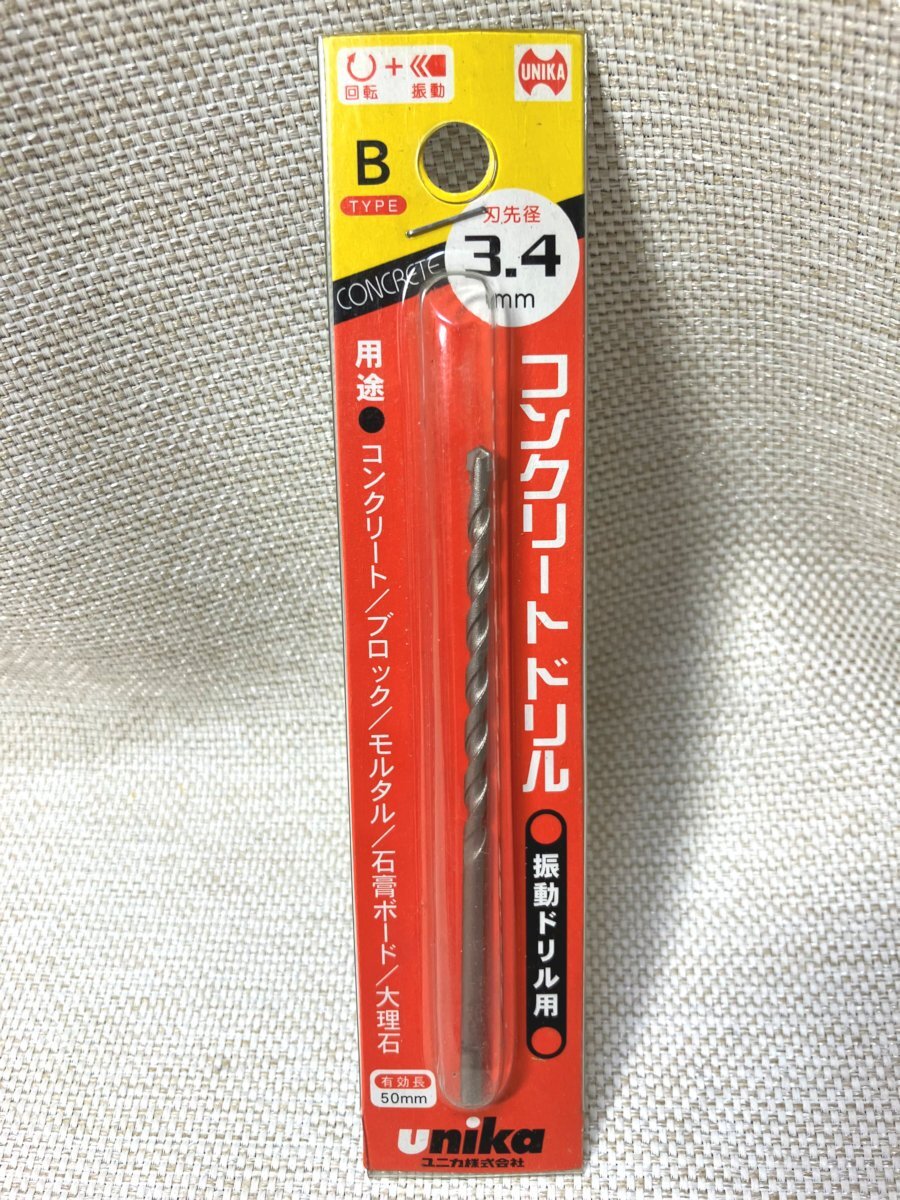 回転 + 振動
UNIKA
B
TYPE
刃先径
3.4
mm
CONCRETE
コンクリートドリル
振動ドリル用
用途●コンクリート/ブロック/モルタル/石膏ボード/大理石
有効長
50mm
unika
ユニカ株式会社